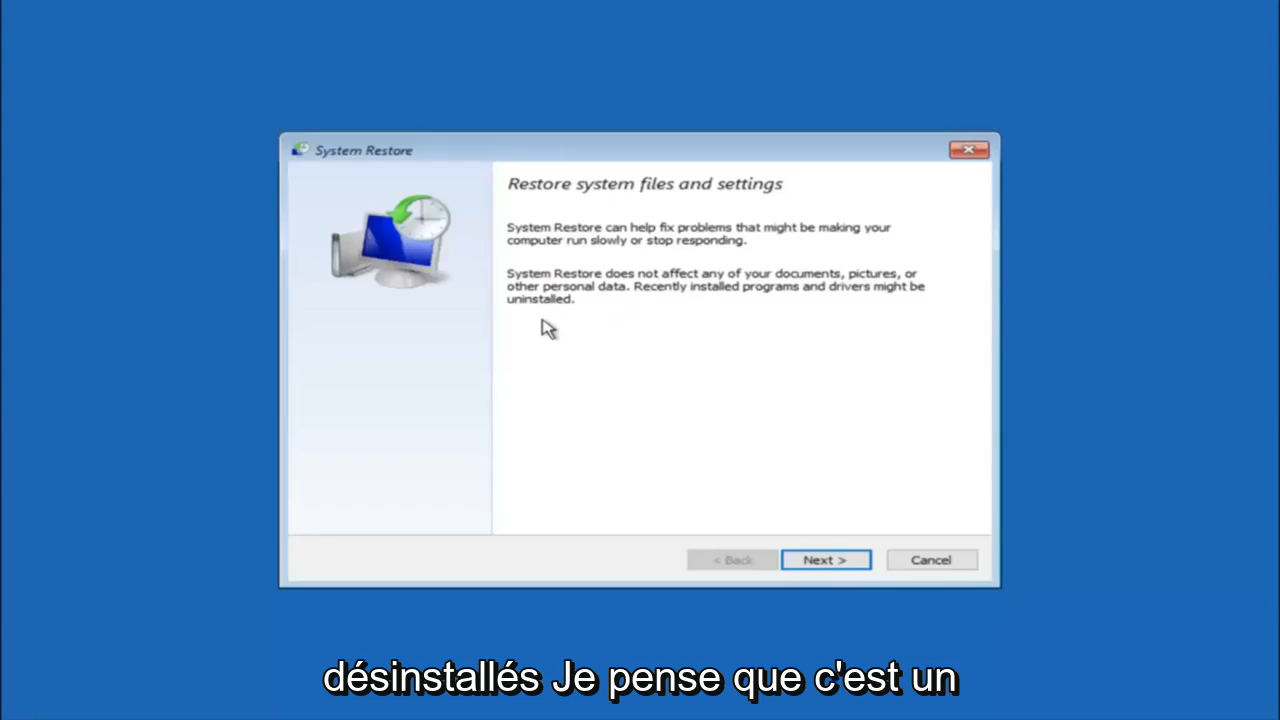 System Restore
Restore system files and settings
System Restore can help fix problems that might be making your
computer run slowly or stop responding.
System Restore does not affect any of your documents, pictures, or
other personal data. Recently installed programs and drivers might be
uninstalled.
< Back
Next >
Cancel
désinstallés Je pense que c'est un